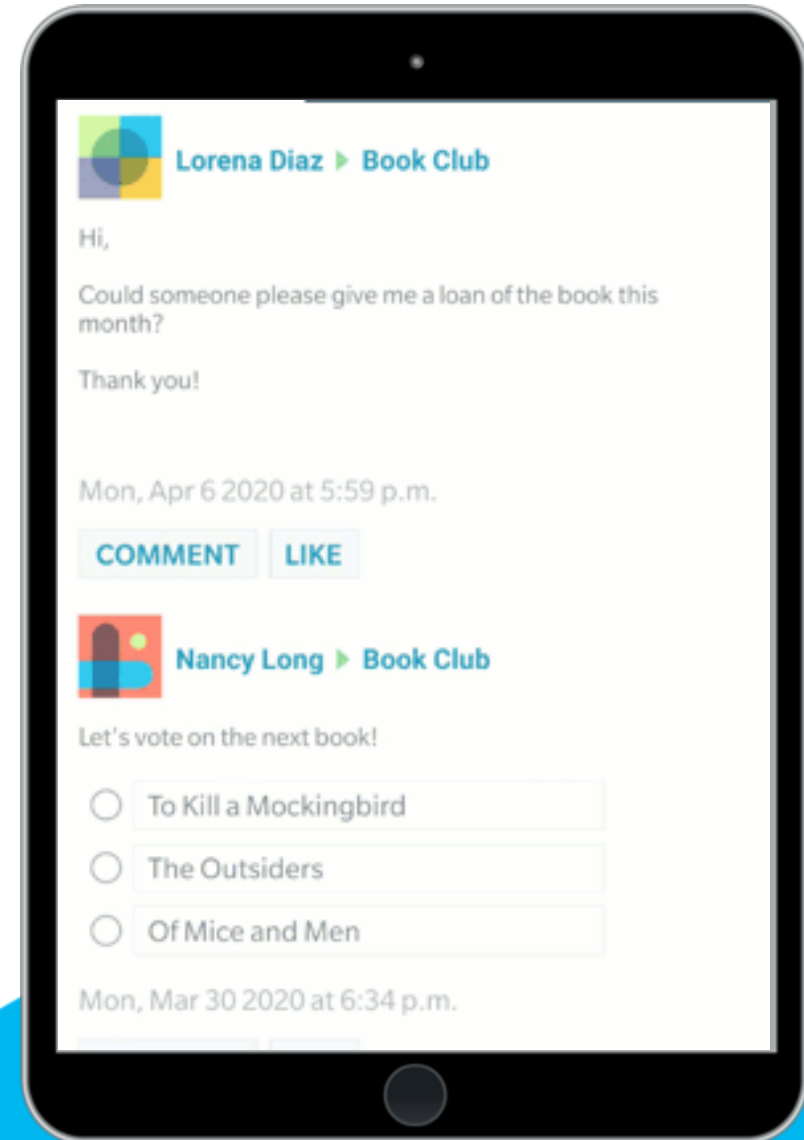 Lorena Diaz ▶ Book Club
Hi,
Could someone please give me a loan of the book this
month?
Thank you!
Mon, Apr 6 2020 at 5:59 p.m.
COMMENT LIKE
Nancy Long ▶ Book Club
Let's vote on the next book!
To Kill a Mockingbird
The Outsiders
Of Mice and Men
Mon, Mar 30 2020 at 6:34 p.m.